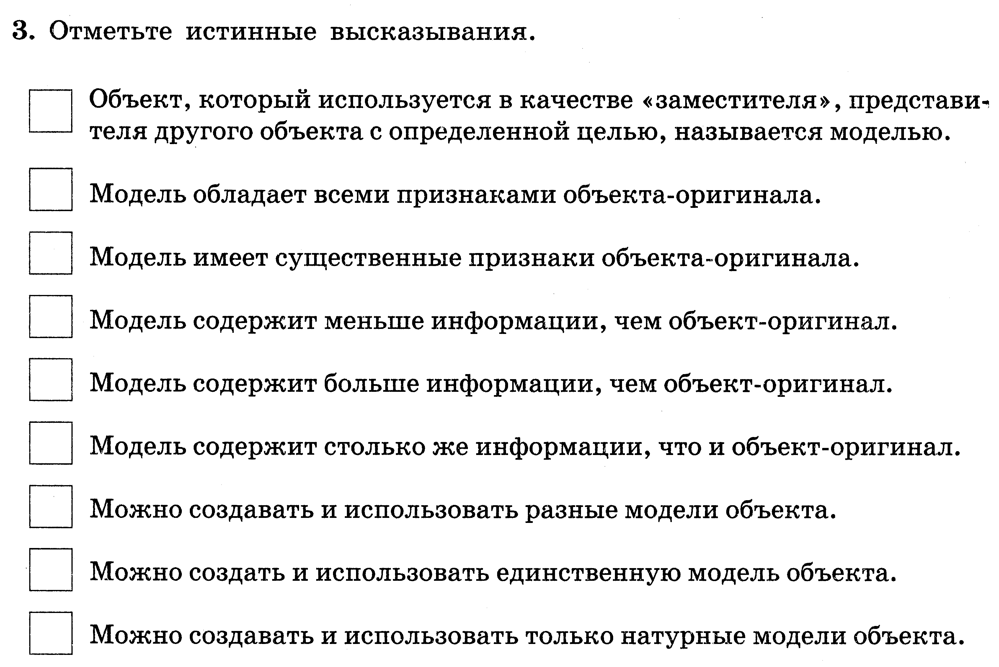 3. Отметьте истинные высказывания.
Объект, который используется в качестве «заместителя», представи-
теля другого объекта с определенной целью, называется моделью.
Модель обладает всеми признаками объекта-оригинала.
Модель имеет существенные признаки объекта-оригинала.
Модель содержит меньше информации, чем объект-оригинал.
Модель содержит больше информации, чем объект-оригинал.
Модель содержит столько же информации, что и объект-оригинал.
Можно создавать и использовать разные модели объекта.
Можно создать и использовать единственную модель объекта.
Можно создавать и использовать только натурные модели объекта.